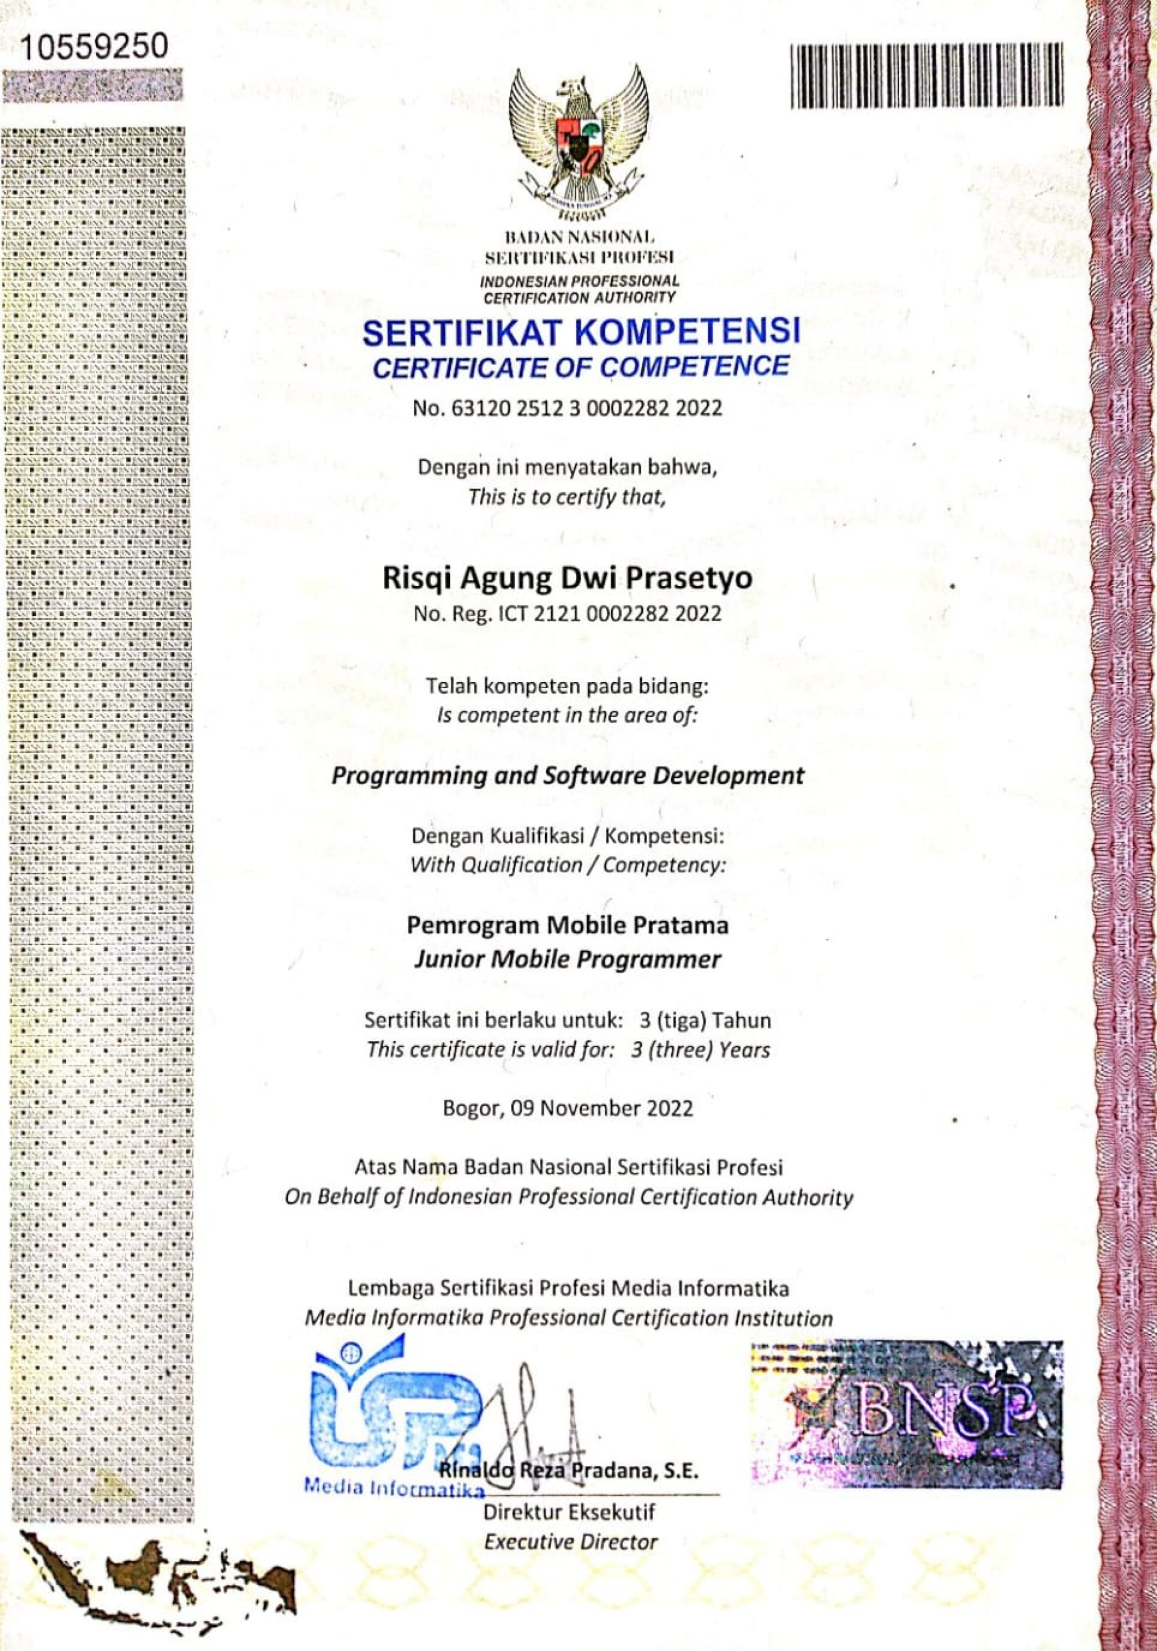 10559250
BADAN NASIONAL
SERTIFIKASI PROFESI
INDONESIAN PROFESSIONAL
CERTIFICATION AUTHORITY
SERTIFIKAT KOMPETENSI
CERTIFICATE OF COMPETENCE
No. 63120 2512 3 0002282 2022
Dengan ini menyatakan bahwa,
This is to certify that,
Risqi Agung Dwi Prasetyo
No. Reg. ICT 2121 0002282 2022
Telah kompeten pada bidang:
Is competent in the area of:
Programming and Software Development
Dengan Kualifikasi / Kompetensi:
With Qualification / Competency:
Pemrogram Mobile Pratama
Junior Mobile Programmer
Sertifikat ini berlaku untuk: 3 (tiga) Tahun
This certificate is valid for: 3 (three) Years
Bogor, 09 November 2022
Atas Nama Badan Nasional Sertifikasi Profesi
On Behalf of Indonesian Professional Certification Authority
Lembaga Sertifikasi Profesi Media Informatika
Media Informatika Professional Certification Institution
BNSP
Rinaldo Reza Pradana, S.E.
Media Informatika
Direktur Eksekutif
Executive Director